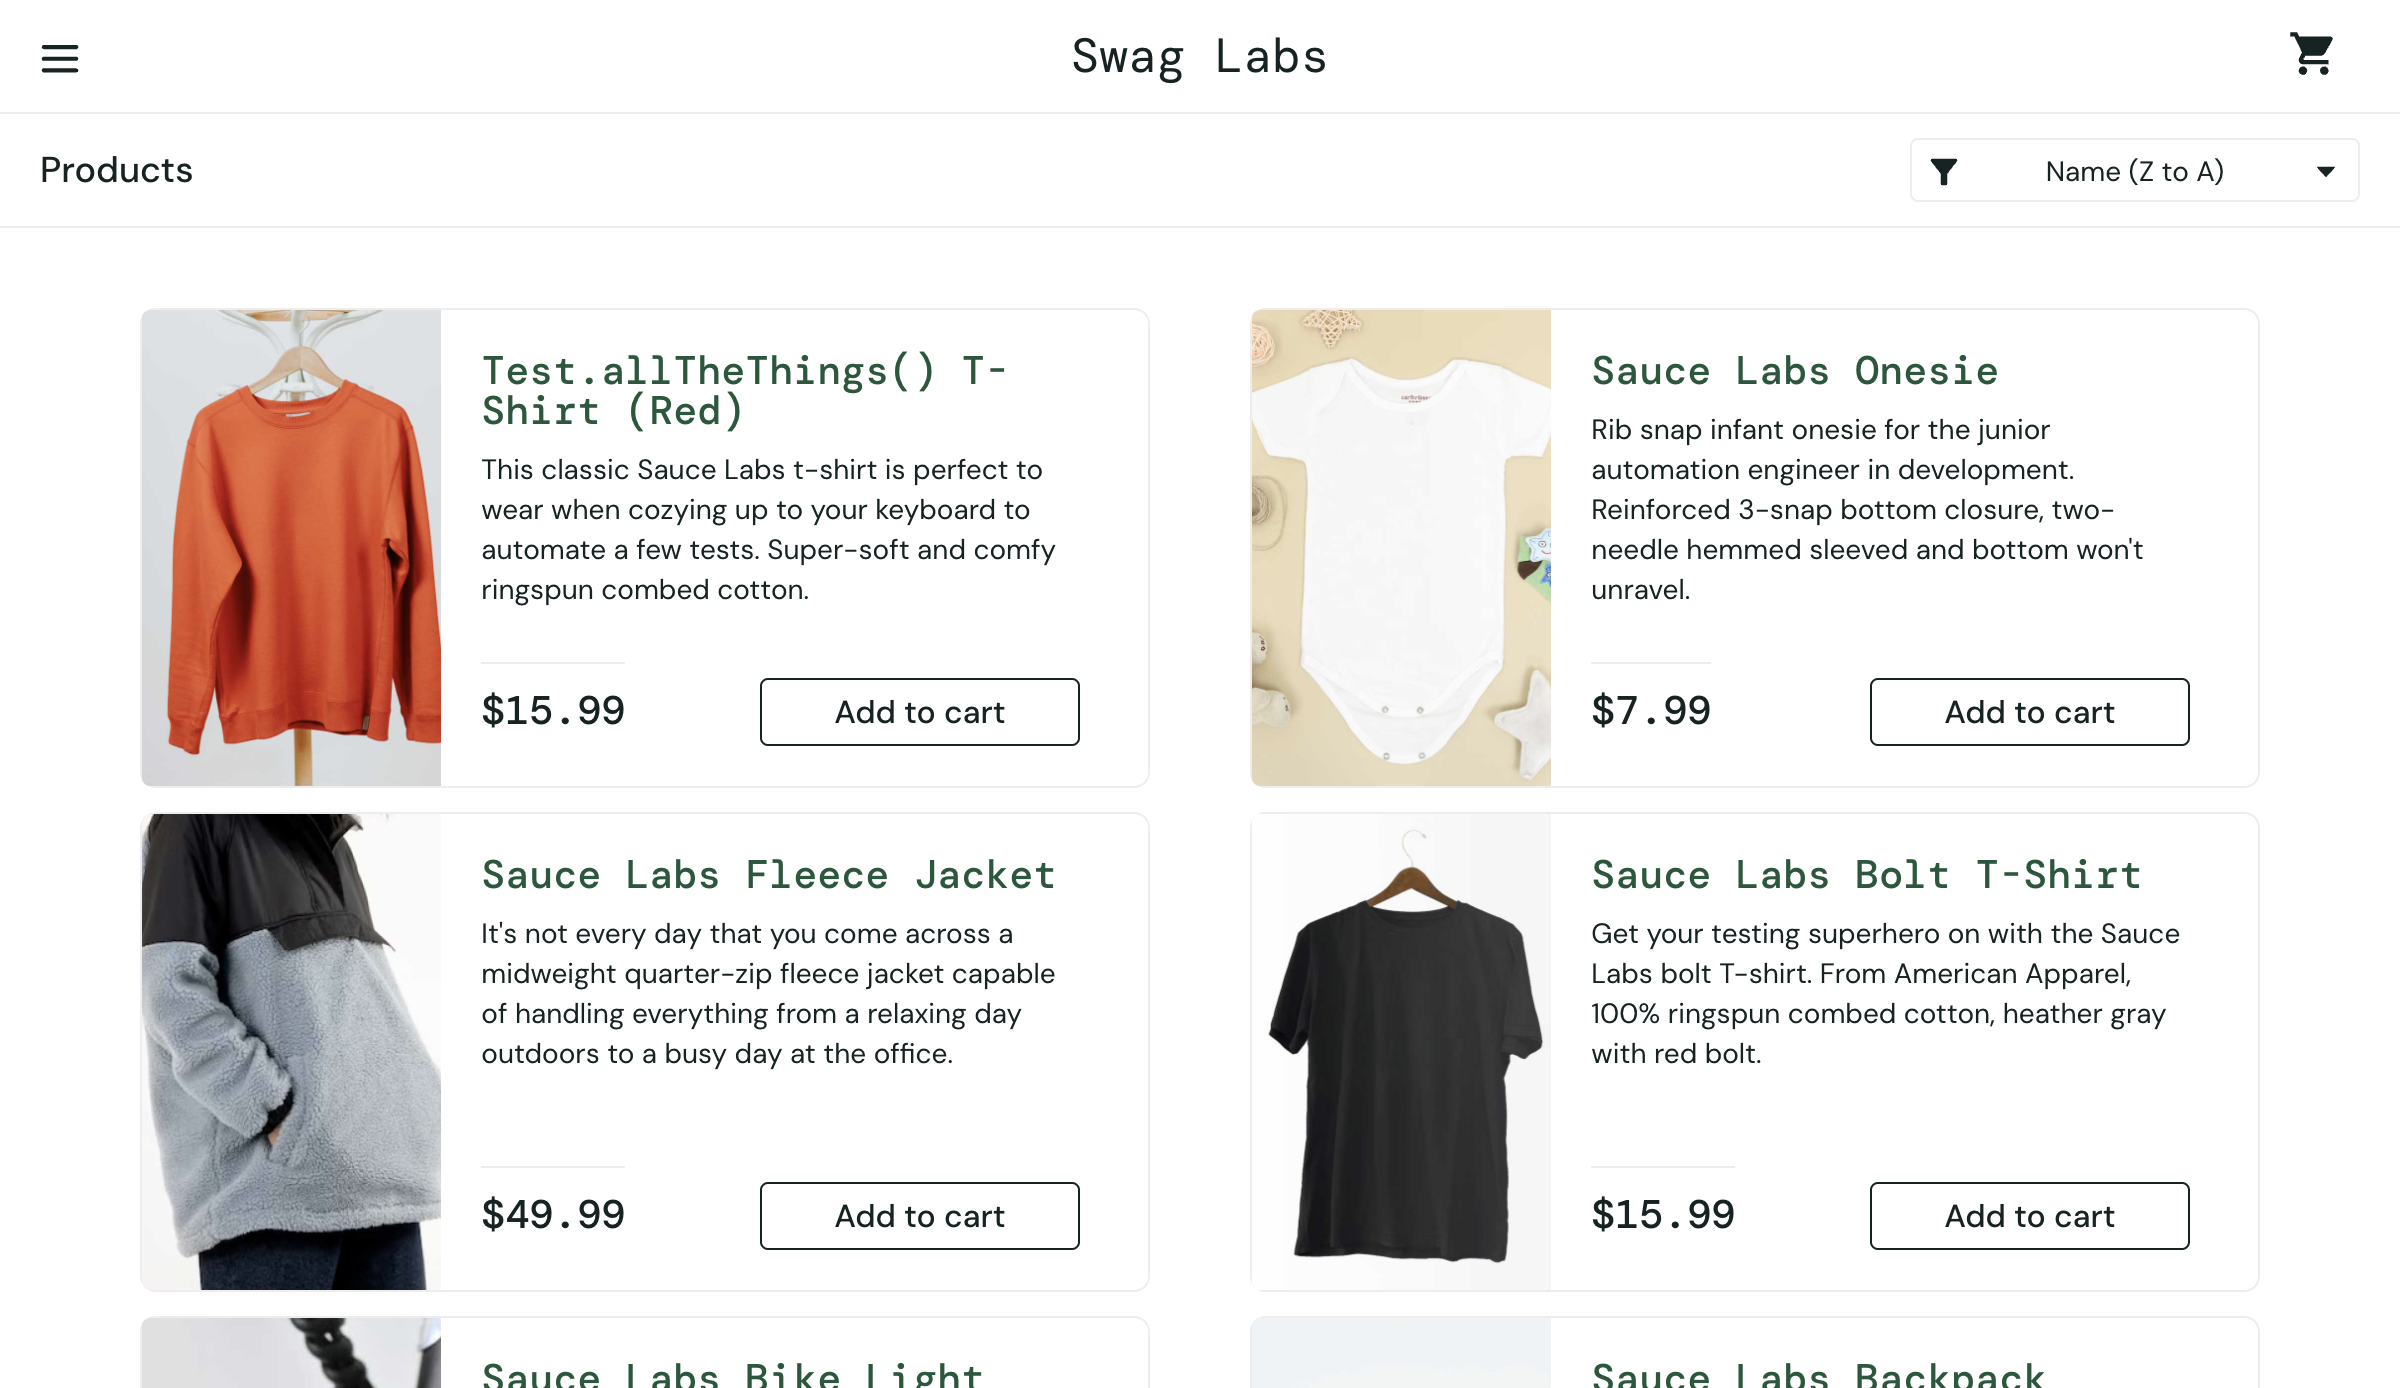 Swag Labs
Products
Name (Z to A)
Test.allTheThings() T-
Shirt (Red)
This classic Sauce Labs t-shirt is perfect to
wear when cozying up to your keyboard to
automate a few tests. Super-soft and comfy
ringspun combed cotton.
$15.99
Add to cart
Sauce Labs Onesie
Rib snap infant onesie for the junior
automation engineer in development.
Reinforced 3-snap bottom closure, two-
needle hemmed sleeved and bottom won't
unravel.
$7.99
Add to cart
Sauce Labs Fleece Jacket
It's not every day that you come across a
midweight quarter-zip fleece jacket capable
of handling everything from a relaxing day
outdoors to a busy day at the office.
$49.99
Add to cart
Sauce Labs Bolt T-Shirt
Get your testing superhero on with the Sauce
Labs bolt T-shirt. From American Apparel,
100% ringspun combed cotton, heather gray
with red bolt.
$15.99
Add to cart
Sauce Labs Bike Light
Sauce Labs Backpack